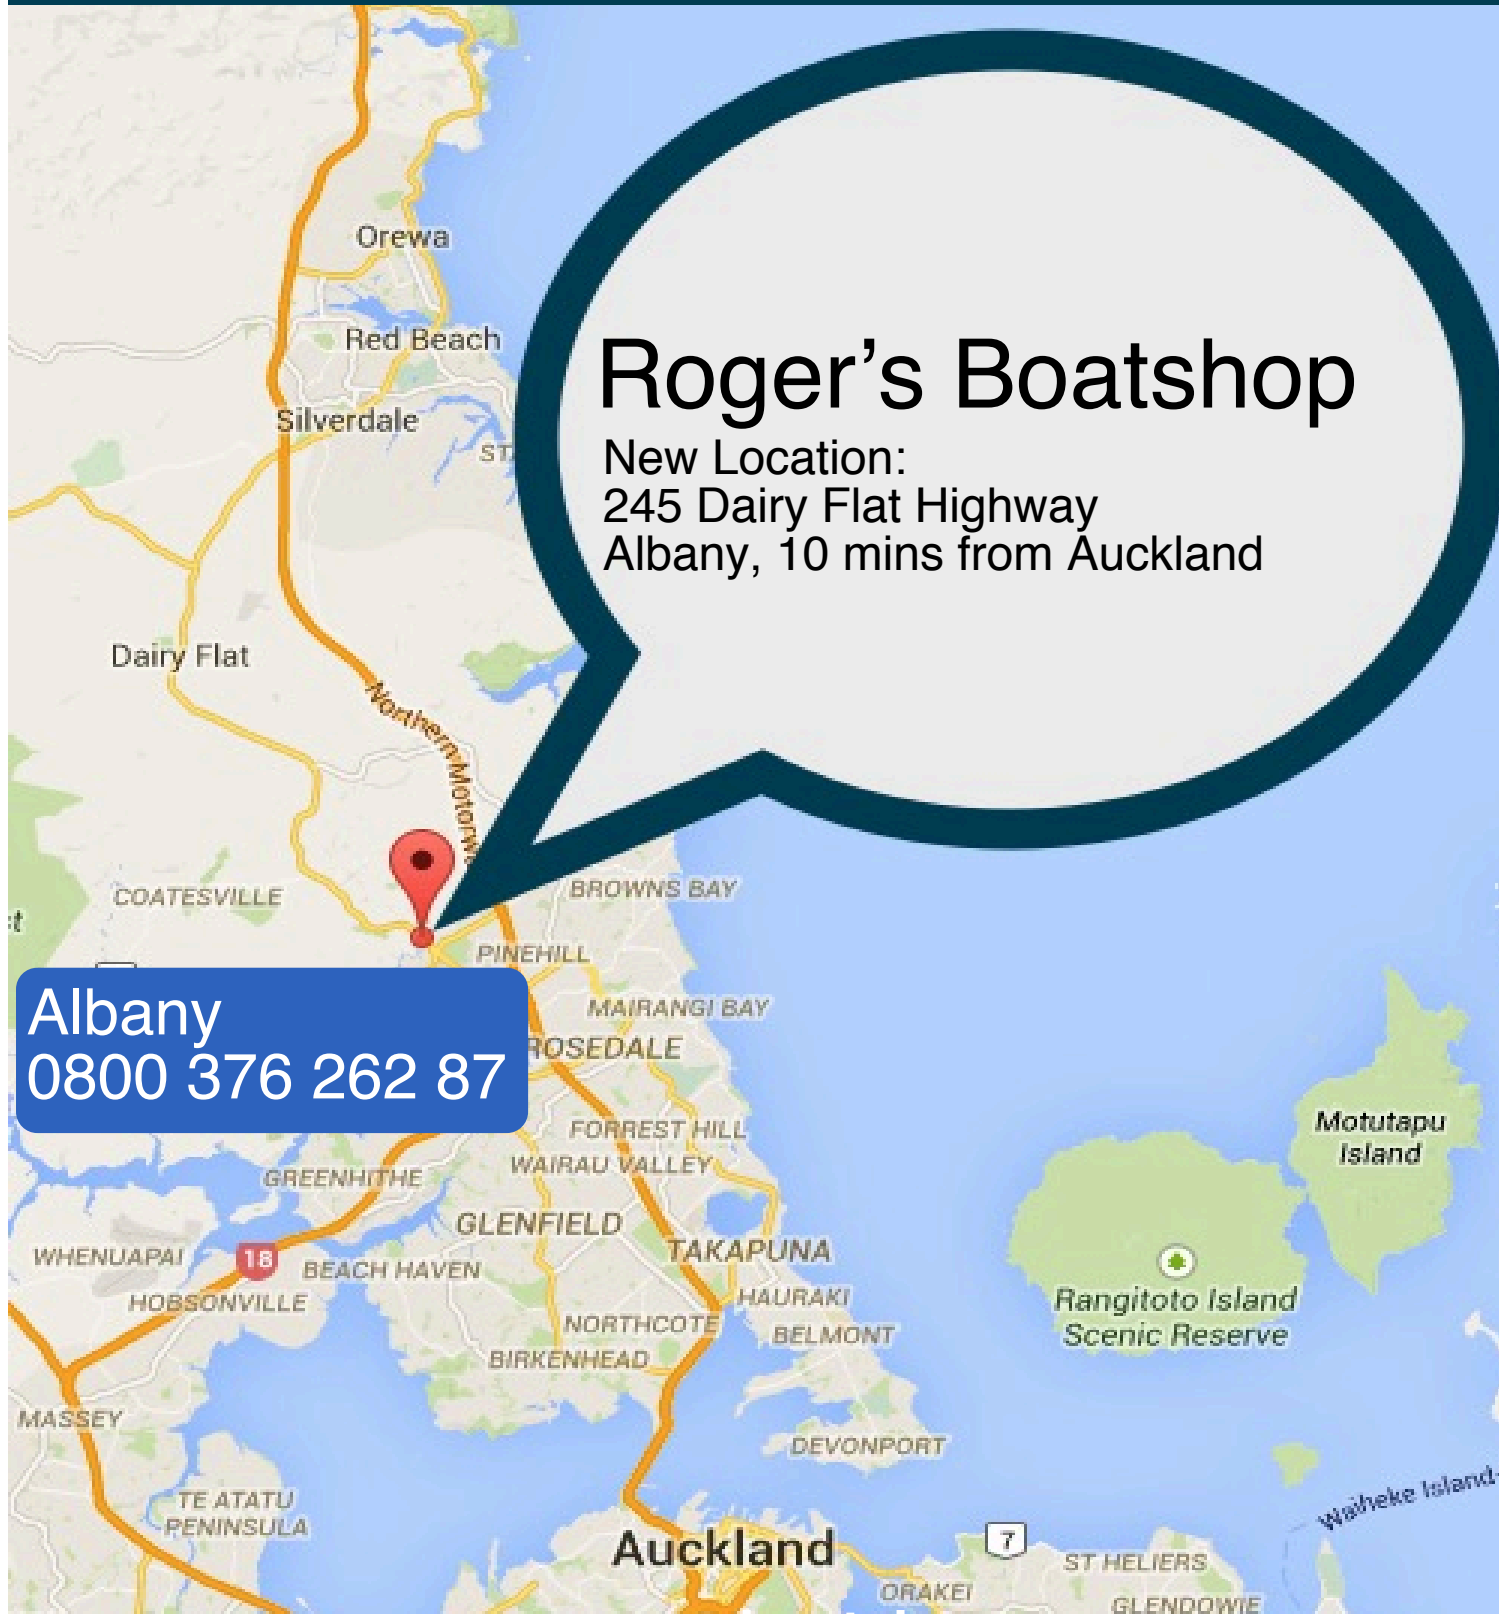 Orewa
Red Beach
Silverdale
Roger's Boatshop
New Location:
245 Dairy Flat Highway
Albany, 10 mins from Auckland
Dairy Flat
Northern
COATESVILLE
BROWNS BAY
PINEHILL
Albany
0800 376 262 87
MAIRANGI BAY
ROSEDALE
FORREST HILL
WAIRAU VALLEY
GREENHITHE
GLENFIELD
TAKAPUNA
WHENUAPAI
18
BEACH HAVEN
HOBSONVILLE
HAURAKI
NORTHCOTE
BELMONT
BIRKENHEAD
Motutapu
Island
Rangitoto Island
Scenic Reserve
MASSEY
DEVONPORT
TE ATATU
PENINSULA
Waiheke Island
Auckland
7
ST HELIERS
ORAKEI
GLENDOWIE